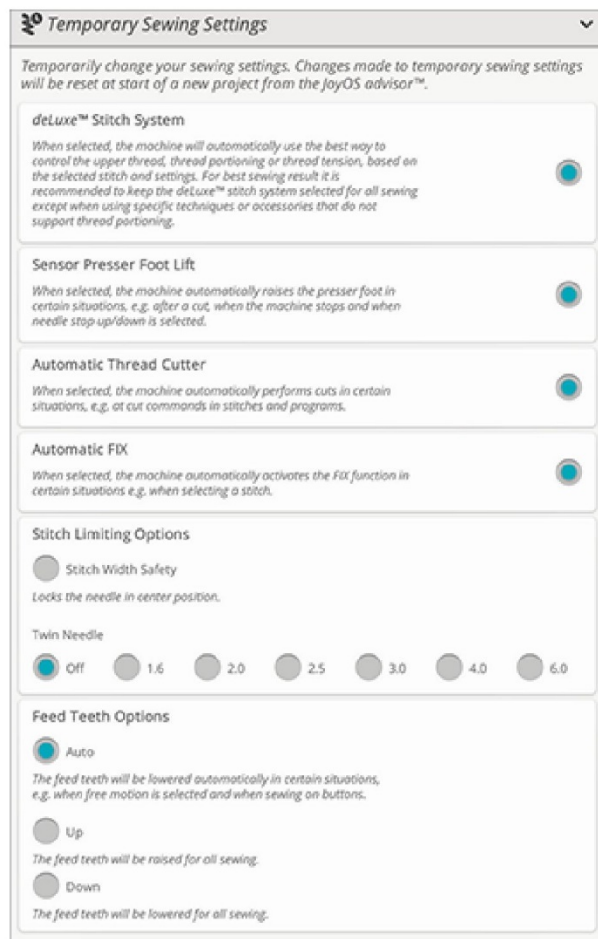 Temporary Sewing Settings
Temporarily change your sewing settings. Changes made to temporary sewing settings
will be reset at start of a new project from the JoyOS advisor™.
deLuxe™ Stitch System
When selected, the machine will automatically use the best way to
control the upper thread, thread portioning or thread tension, based on
the selected stitch and settings. For best sewing result it is
recommended to keep the deLuxe™ stitch system selected for all sewing
except when using specific techniques or accessories that do not
support thread portioning.
Sensor Presser Foot Lift
When selected, the machine automatically raises the presser foot in
certain situations, e.g. after a cut, when the machine stops and when
needle stop up/down is selected.
Automatic Thread Cutter
When selected, the machine automatically performs cuts in certain
situations, e.g. at cut commands in stitches and programs.
Automatic FIX
When selected, the machine automatically activates the FIX function in
certain situations e.g. when selecting a stitch.
Stitch Limiting Options
Stitch Width Safety
Locks the needle in center position.
Twin Needle
Off 1.6 2.0 2.5 3.0 4.0 6.0
Feed Teeth Options
Auto
The feed teeth will be lowered automatically in certain situations,
e.g. when free motion is selected and when sewing on buttons.
Up
The feed teeth will be raised for all sewing.
Down
The feed teeth will be lowered for all sewing.